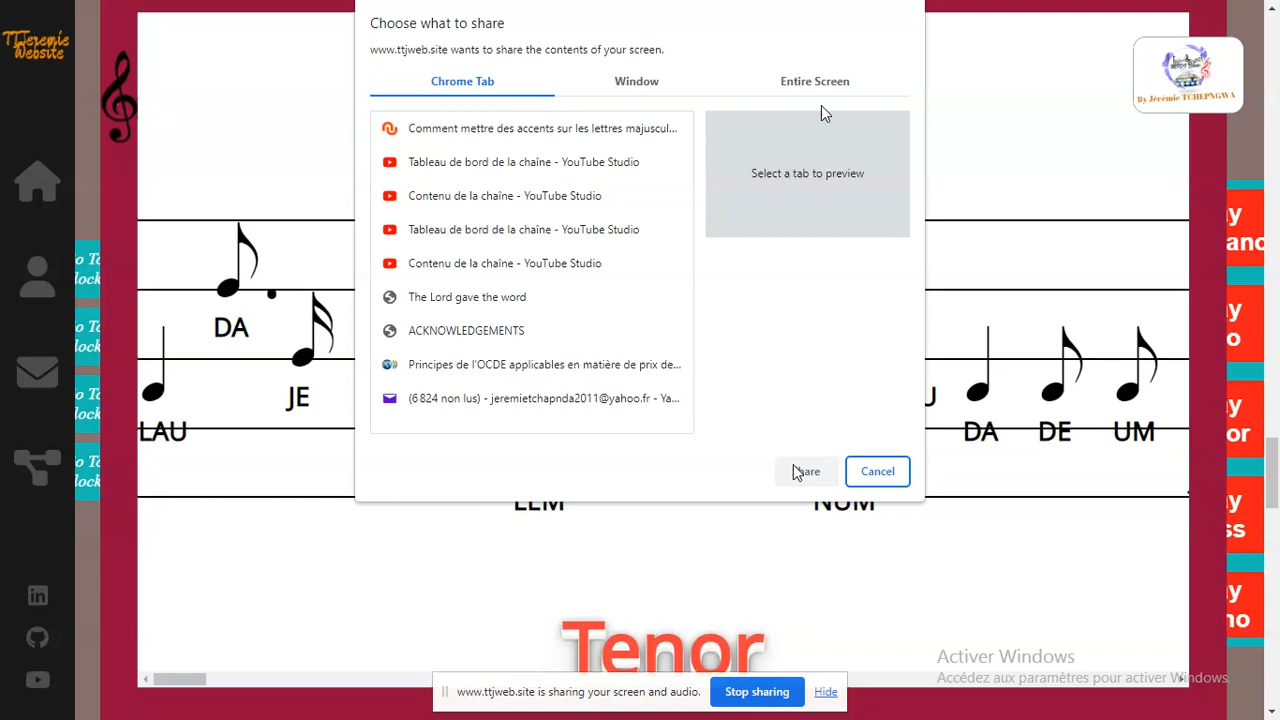 TTJeremie
Website
Choose what to share
www.ttjweb.site wants to share the contents of your screen.
Chrome Tab
Window
Entire Screen
Comment mettre des accents sur les lettres majuscul...
Tableau de bord de la chaîne - YouTube Studio
Contenu de la chaîne - YouTube Studio
Tableau de bord de la chaîne - YouTube Studio
Contenu de la chaîne - YouTube Studio
The Lord gave the word
ACKNOWLEDGEMENTS
Principes de l'OCDE applicables en matière de prix de...
(6 824 non lus) - jeremietchapnda2011@yahoo.fr - Ya...
Select a tab to preview
Cancel
By Jérémie TCHEPNGWA
DA
JE
LAU
LEM
NUM
U
DA
DE
UM
Tenor
www.ttjweb.site is sharing your screen and audio.
Stop sharing
Hide
Activer Windows
Accédez aux paramètres pour activer Windows.